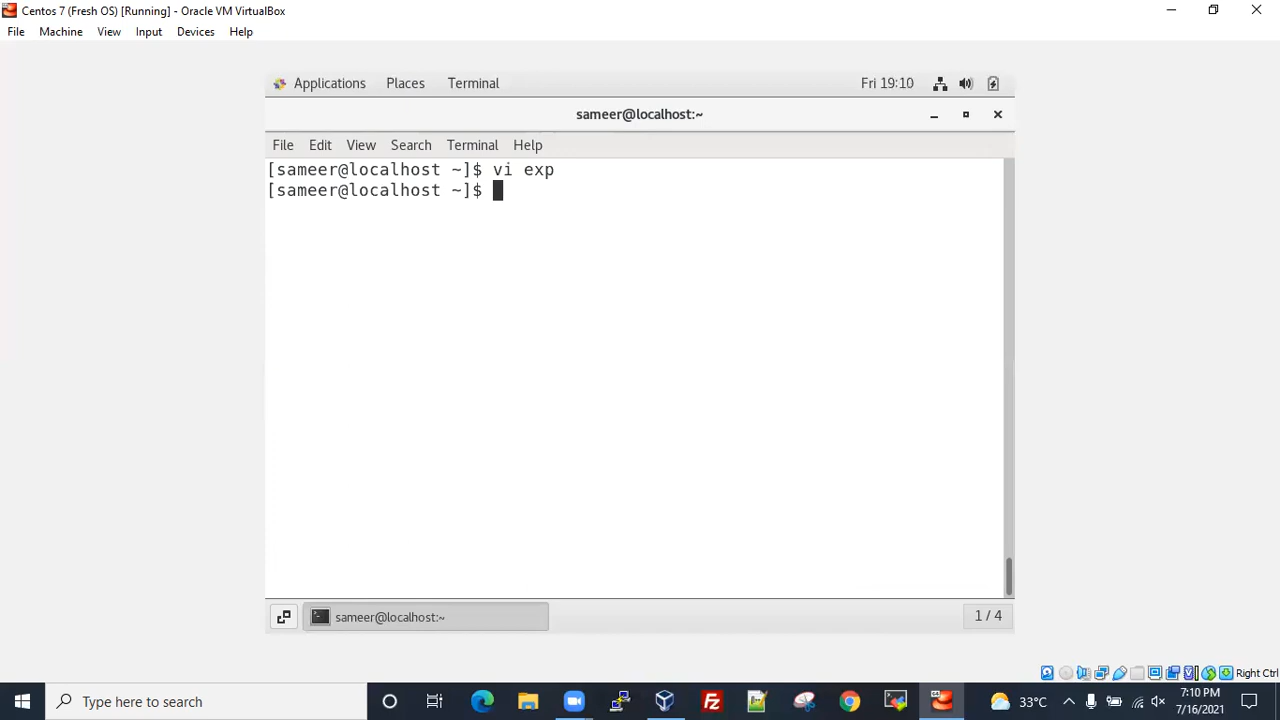 Centos 7 (Fresh OS) [Running] - Oracle VM VirtualBox
File Machine View Input Devices Help
Applications Places Terminal Fri 19:10
sameer@localhost:~
File Edit View Search Terminal Help
[sameer@localhost ~]$ vi exp
[sameer@localhost ~]$
sameer@localhost:~ 1 / 4
Right Ctrl
Type here to search 33°C 7:10 PM
7/16/2021